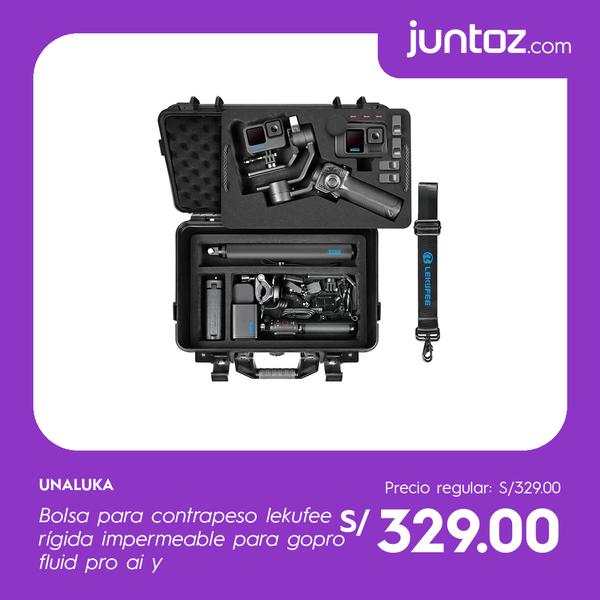 juntoz.com
LEKUFEE
UNALUKA
Precio regular: S/329.00
Bolsa para contrapeso lekufee
rígida impermeable para gopro
fluid pro ai y
S/ 329.00